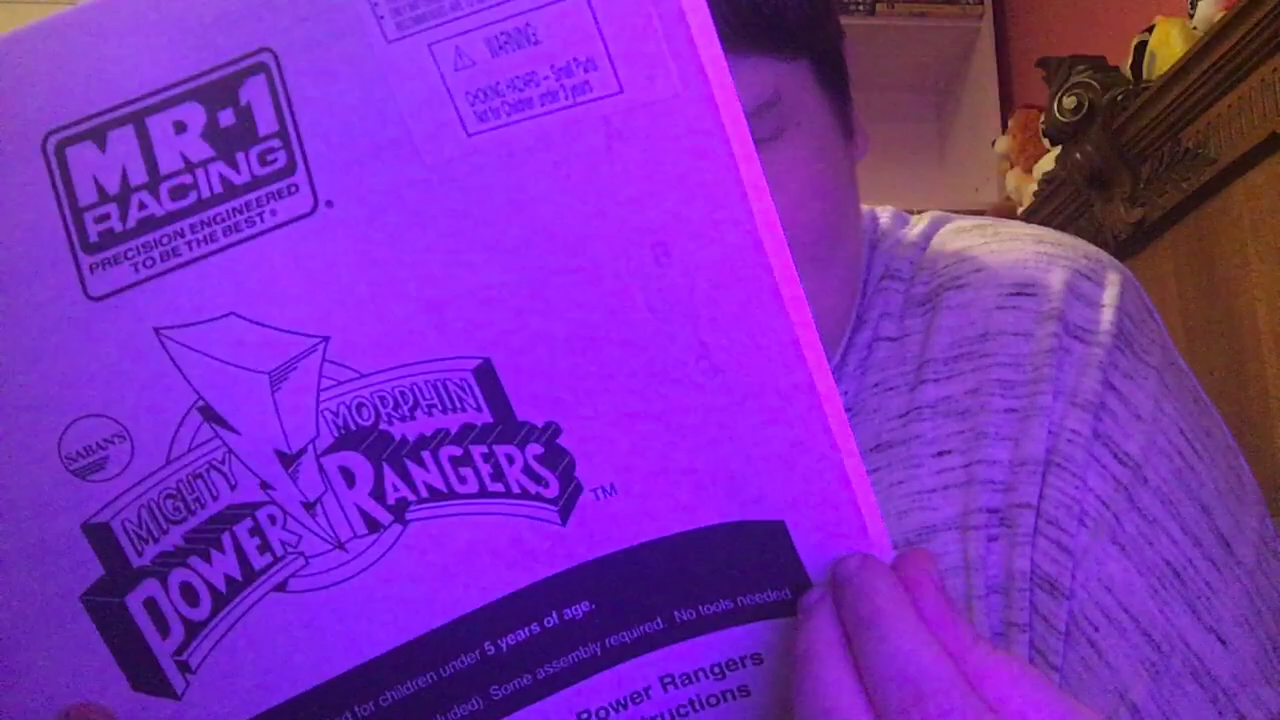 WARNING:
CHOKING HAZARD — Small Parts
Not for Children under 3 years
MR-1
RACING
PRECISION ENGINEERED
TO BE THE BEST®
SABAN'S
MIGHTY MORPHIN
POWER RANGERS
TM
for children under 5 years of age.
Some assembly required. No tools needed
Power Rangers